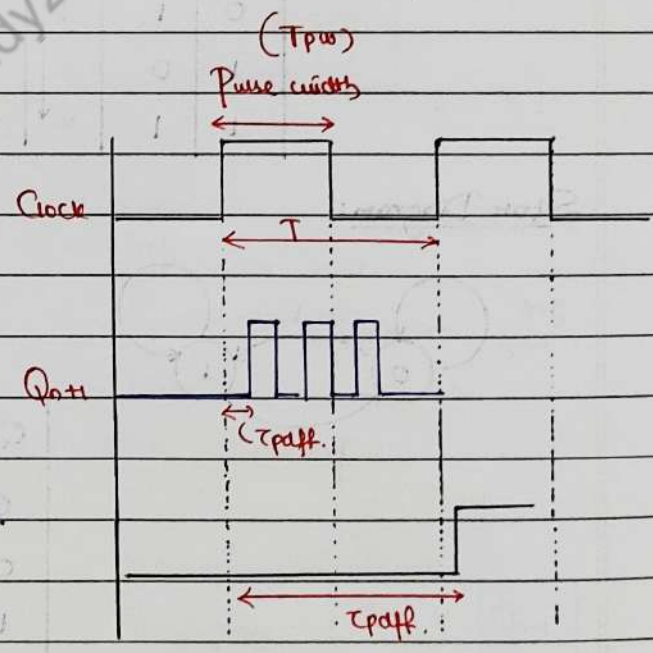 (Tpw)
Pulse width
Clock
T
Qn+1
τpdff.
τpdff.